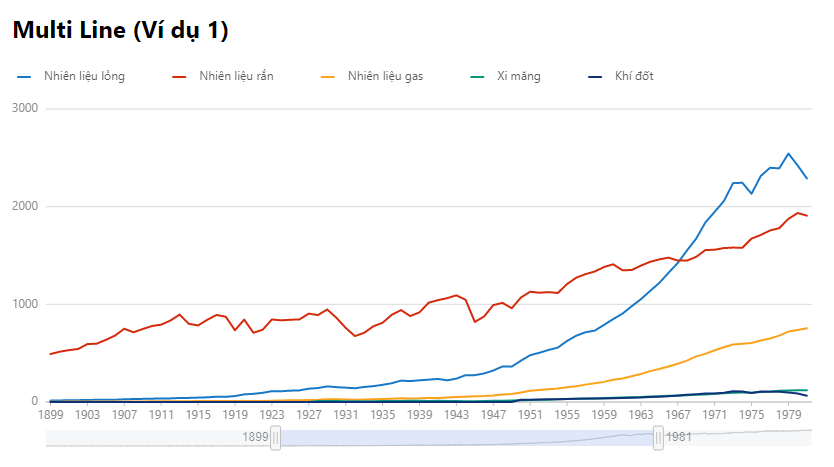 Multi Line (Ví dụ 1)
Nhiên liệu lỏng Nhiên liệu rắn Nhiên liệu gas Xi măng Khí đốt
3000
2000
1000
0
1899 1903 1907 1911 1915 1919 1923 1927 1931 1935 1939 1943 1947 1951 1955 1959 1963 1967 1971 1975 1979
1899 1981